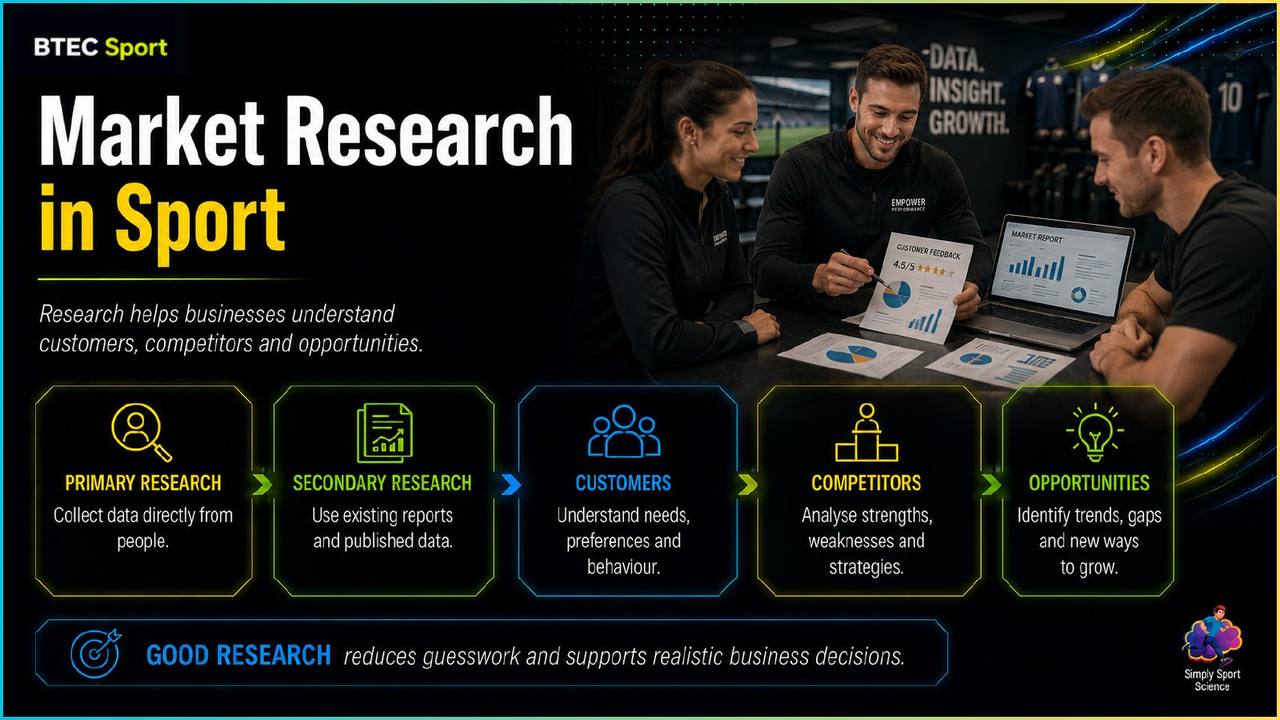 BTEC Sport
Market Research
in Sport
Research helps businesses understand
customers, competitors and opportunities.
DATA.
INSIGHT.
GROWTH.
10
EMPOWER
PERFORMANCE
CUSTOMER FEEDBACK
4.5/5
MARKET REPORT
PRIMARY RESEARCH
Collect data directly from
people.
SECONDARY RESEARCH
Use existing reports
and published data.
CUSTOMERS
Understand needs,
preferences and
behaviour.
COMPETITORS
Analyse strengths,
weaknesses and
strategies.
OPPORTUNITIES
Identify trends, gaps
and new ways
to grow.
GOOD RESEARCH reduces guesswork and supports realistic business decisions.
Simply Sport
Science